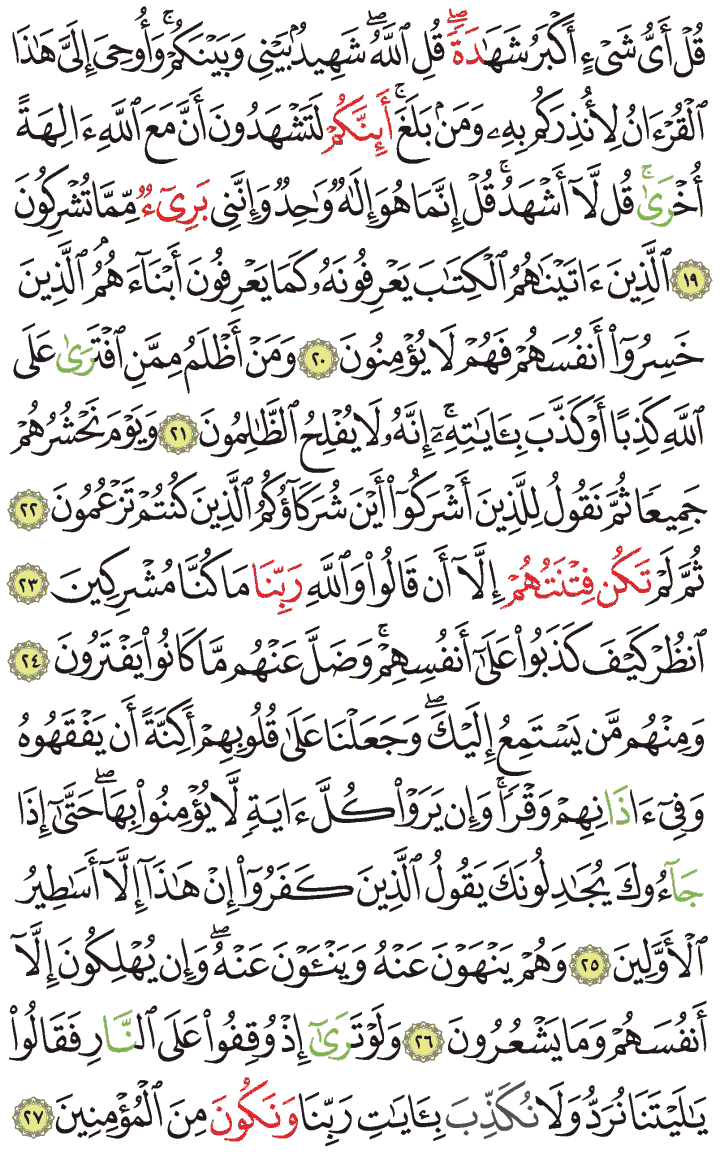 قُلۡ أَيُّ شَيۡءٍ أَكۡبَرُ شَهَٰدَةٗۖ قُلِ ٱللَّهُۖ شَهِيدُۢ بَيۡنِي وَبَيۡنَكُمۡۚ وَأُوحِيَ إِلَيَّ هَٰذَا
ٱلۡقُرۡءَانُ لِأُنذِرَكُم بِهِۦ وَمَنۢ بَلَغَۚ أَئِنَّكُمۡ لَتَشۡهَدُونَ أَنَّ مَعَ ٱللَّهِ ءَالِهَةً
أُخۡرَىٰۚ قُل لَّآ أَشۡهَدُۚ قُلۡ إِنَّمَا هُوَ إِلَٰهٞ وَٰحِدٞ وَإِنَّنِي بَرِيٓءٞ مِّمَّا تُشۡرِكُونَ
١٩ ٱلَّذِينَ ءَاتَيۡنَٰهُمُ ٱلۡكِتَٰبَ يَعۡرِفُونَهُۥ كَمَا يَعۡرِفُونَ أَبۡنَآءَهُمُۘ ٱلَّذِينَ
خَسِرُوٓاْ أَنفُسَهُمۡ فَهُمۡ لَا يُؤۡمِنُونَ ٢٠ وَمَنۡ أَظۡلَمُ مِمَّنِ ٱفۡتَرَىٰ عَلَى
ٱللَّهِ كَذِبًا أَوۡ كَذَّبَ بِـَٔايَٰتِهِۦٓۚ إِنَّهُۥ لَا يُفۡلِحُ ٱلظَّٰلِمُونَ ٢١ وَيَوۡمَ نَحۡشُرُهُمۡ
جَمِيعٗا ثُمَّ نَقُولُ لِلَّذِينَ أَشۡرَكُوٓاْ أَيۡنَ شُرَكَآؤُكُمُ ٱلَّذِينَ كُنتُمۡ تَزۡعُمُونَ ٢٢
ثُمَّ لَمۡ تَكُن فِتۡنَتُهُمۡ إِلَّآ أَن قَالُواْ وَٱللَّهِ رَبِّنَا مَا كُنَّا مُشۡرِكِينَ ٢٣
ٱنظُرۡ كَيۡفَ كَذَبُواْ عَلَىٰٓ أَنفُسِهِمۡۚ وَضَلَّ عَنۡهُم مَّا كَانُواْ يَفۡتَرُونَ ٢٤
وَمِنۡهُم مَّن يَسۡتَمِعُ إِلَيۡكَۖ وَجَعَلۡنَا عَلَىٰ قُلُوبِهِمۡ أَكِنَّةً أَن يَفۡقَهُوهُ
وَفِيٓ ءَاذَانِهِمۡ وَقۡرٗاۚ وَإِن يَرَوۡاْ كُلَّ ءَايَةٖ لَّا يُؤۡمِنُواْ بِهَاۖ حَتَّىٰٓ إِذَا
جَآءُوكَ يُجَٰدِلُونَكَ يَقُولُ ٱلَّذِينَ كَفَرُوٓاْ إِنۡ هَٰذَآ إِلَّآ أَسَٰطِيرُ
ٱلۡأَوَّلِينَ ٢٥ وَهُمۡ يَنۡهَوۡنَ عَنۡهُ وَيَنۡـَٔوۡنَ عَنۡهُۖ وَإِن يُهۡلِكُونَ إِلَّآ
أَنفُسَهُمۡ وَمَا يَشۡعُرُونَ ٢٦ وَلَوۡ تَرَىٰٓ إِذۡ وُقِفُواْ عَلَى ٱلنَّارِ فَقَالُواْ
يَٰلَيۡتَنَا نُرَدُّ وَلَا نُكَذِّبَ بِـَٔايَٰتِ رَبِّنَا وَنَكُونَ مِنَ ٱلۡمُؤۡمِنِينَ ٢٧